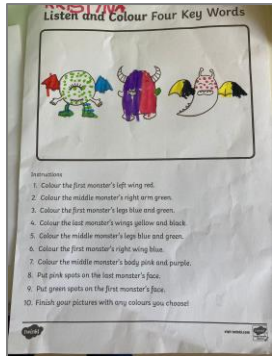 KRISTINA
Listen and Colour Four Key Words
Instructions
1. Colour the first monster's left wing red.
2. Colour the middle monster's right arm green.
3. Colour the first monster's legs blue and green.
4. Colour the last monster's wings yellow and black.
5. Colour the middle monster's legs blue and green.
6. Colour the first monster's right wing blue.
7. Colour the middle monster's body pink and purple.
8. Put pink spots on the last monster's face.
9. Put green spots on the first monster's face.
10. Finish your pictures with any colours you choose!
twinkl